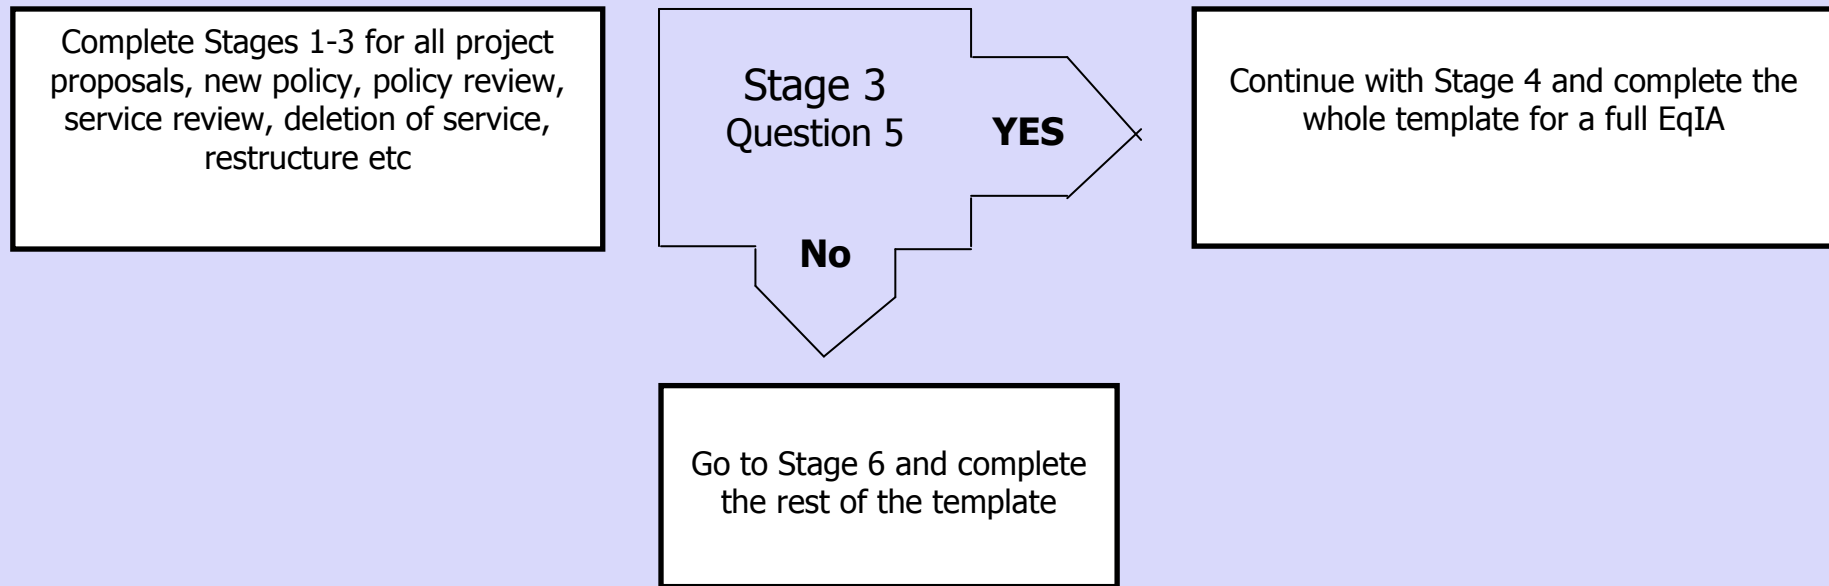 Complete Stages 1-3 for all project
proposals, new policy, policy review,
service review, deletion of service,
restructure etc
Stage 3
Question 5
YES
No
Continue with Stage 4 and complete the
whole template for a full EqIA
Go to Stage 6 and complete
the rest of the template